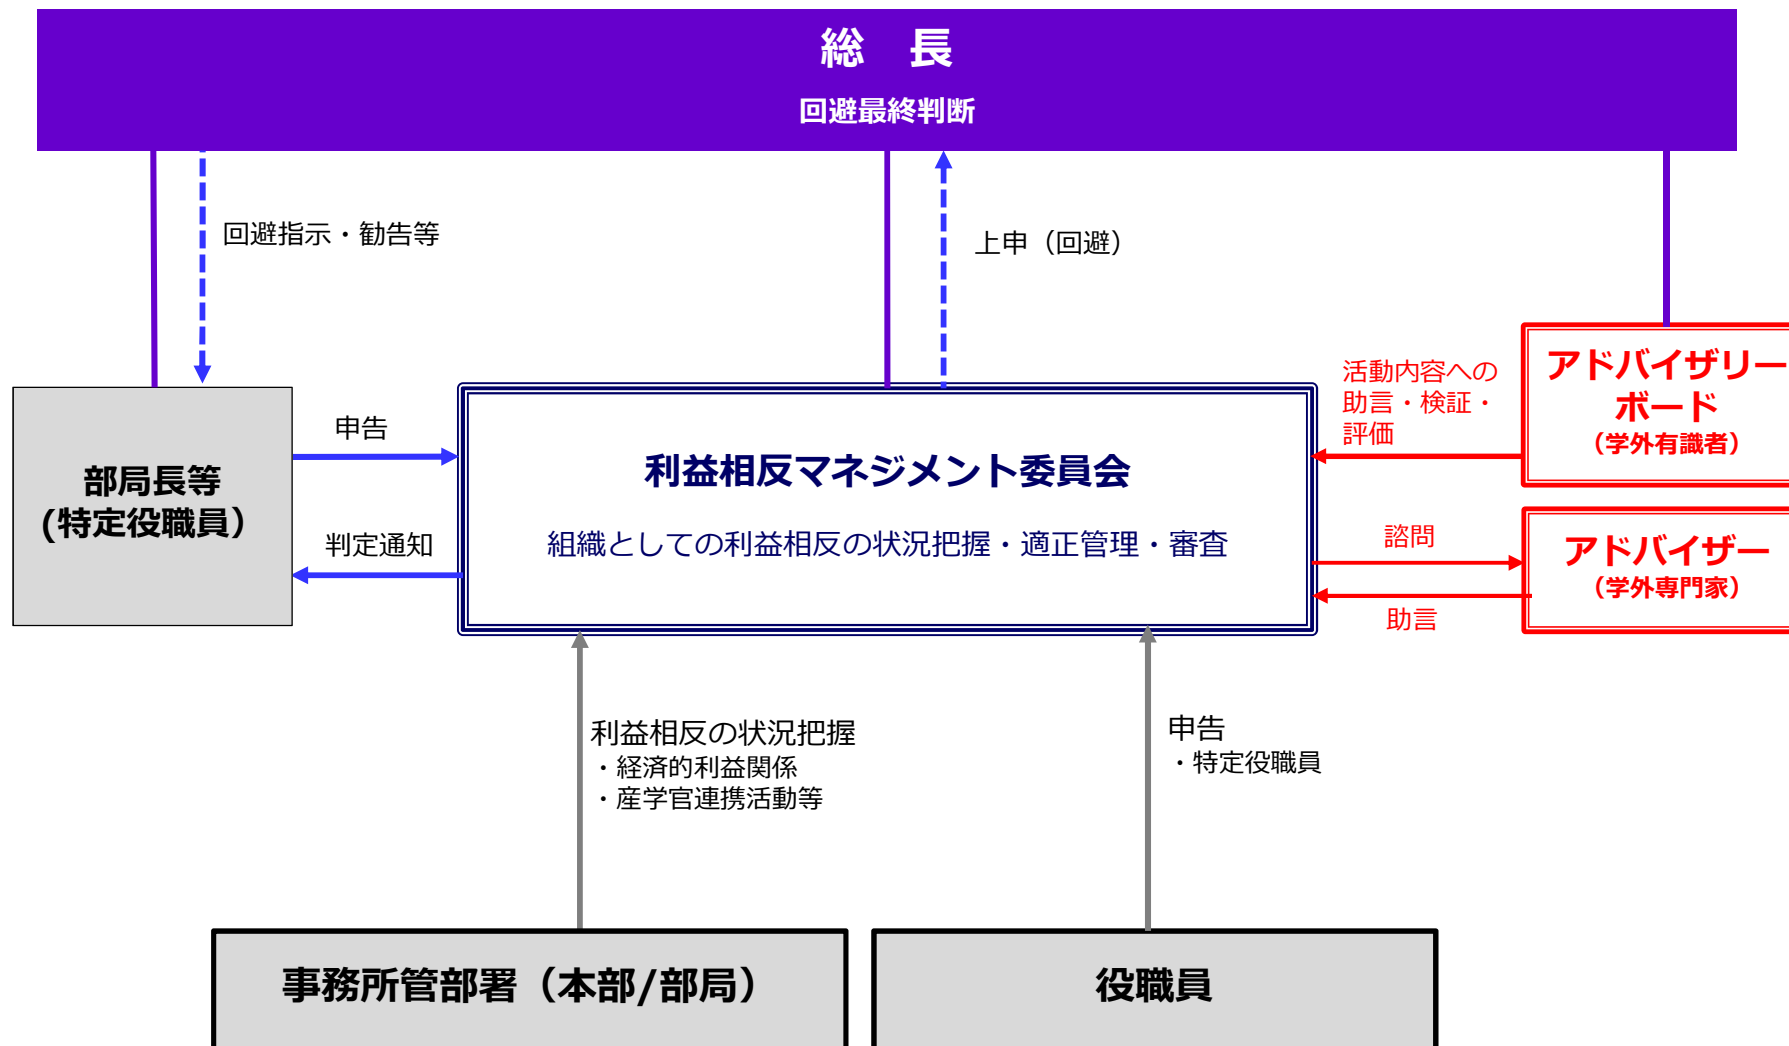 総　長
回避最終判断
回避指示・勧告等
上申（回避）
部局長等
(特定役職員）
申告
判定通知
利益相反マネジメント委員会
組織としての利益相反の状況把握・適正管理・審査
活動内容への
助言・検証・
評価
アドバイザリー
ボード
（学外有識者）
諮問
助言
アドバイザー
（学外専門家）
利益相反の状況把握
・経済的利益関係
・産学官連携活動等
申告
・特定役職員
事務所管部署（本部/部局）
役職員